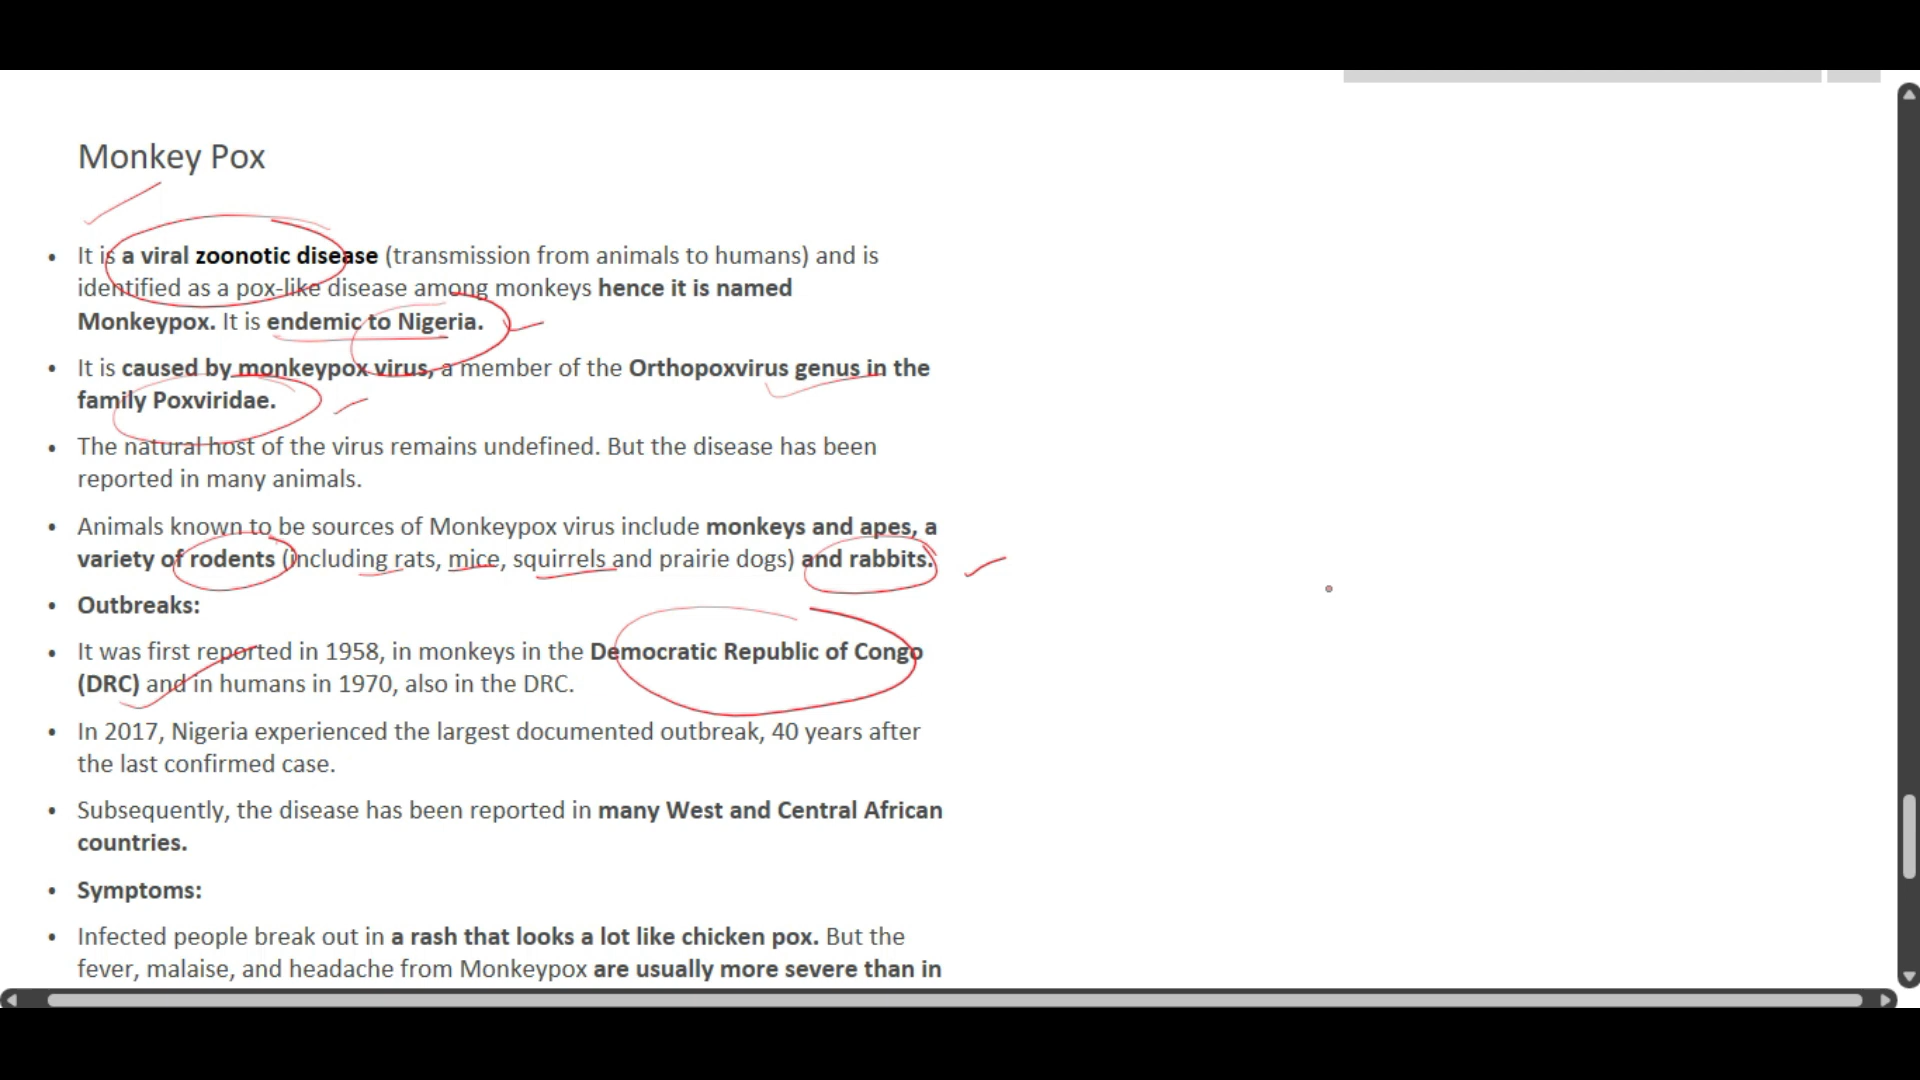 Monkey Pox
• It is a viral zoonotic disease (transmission from animals to humans) and is
identified as a pox-like disease among monkeys hence it is named
Monkeypox. It is endemic to Nigeria.
• It is caused by monkeypox virus, a member of the Orthopoxvirus genus in the
family Poxviridae.
• The natural host of the virus remains undefined. But the disease has been
reported in many animals.
• Animals known to be sources of Monkeypox virus include monkeys and apes, a
variety of rodents (including rats, mice, squirrels and prairie dogs) and rabbits.
• Outbreaks:
• It was first reported in 1958, in monkeys in the Democratic Republic of Congo
(DRC) and in humans in 1970, also in the DRC.
• In 2017, Nigeria experienced the largest documented outbreak, 40 years after
the last confirmed case.
• Subsequently, the disease has been reported in many West and Central African
countries.
• Symptoms:
• Infected people break out in a rash that looks a lot like chicken pox. But the
fever, malaise, and headache from Monkeypox are usually more severe than in